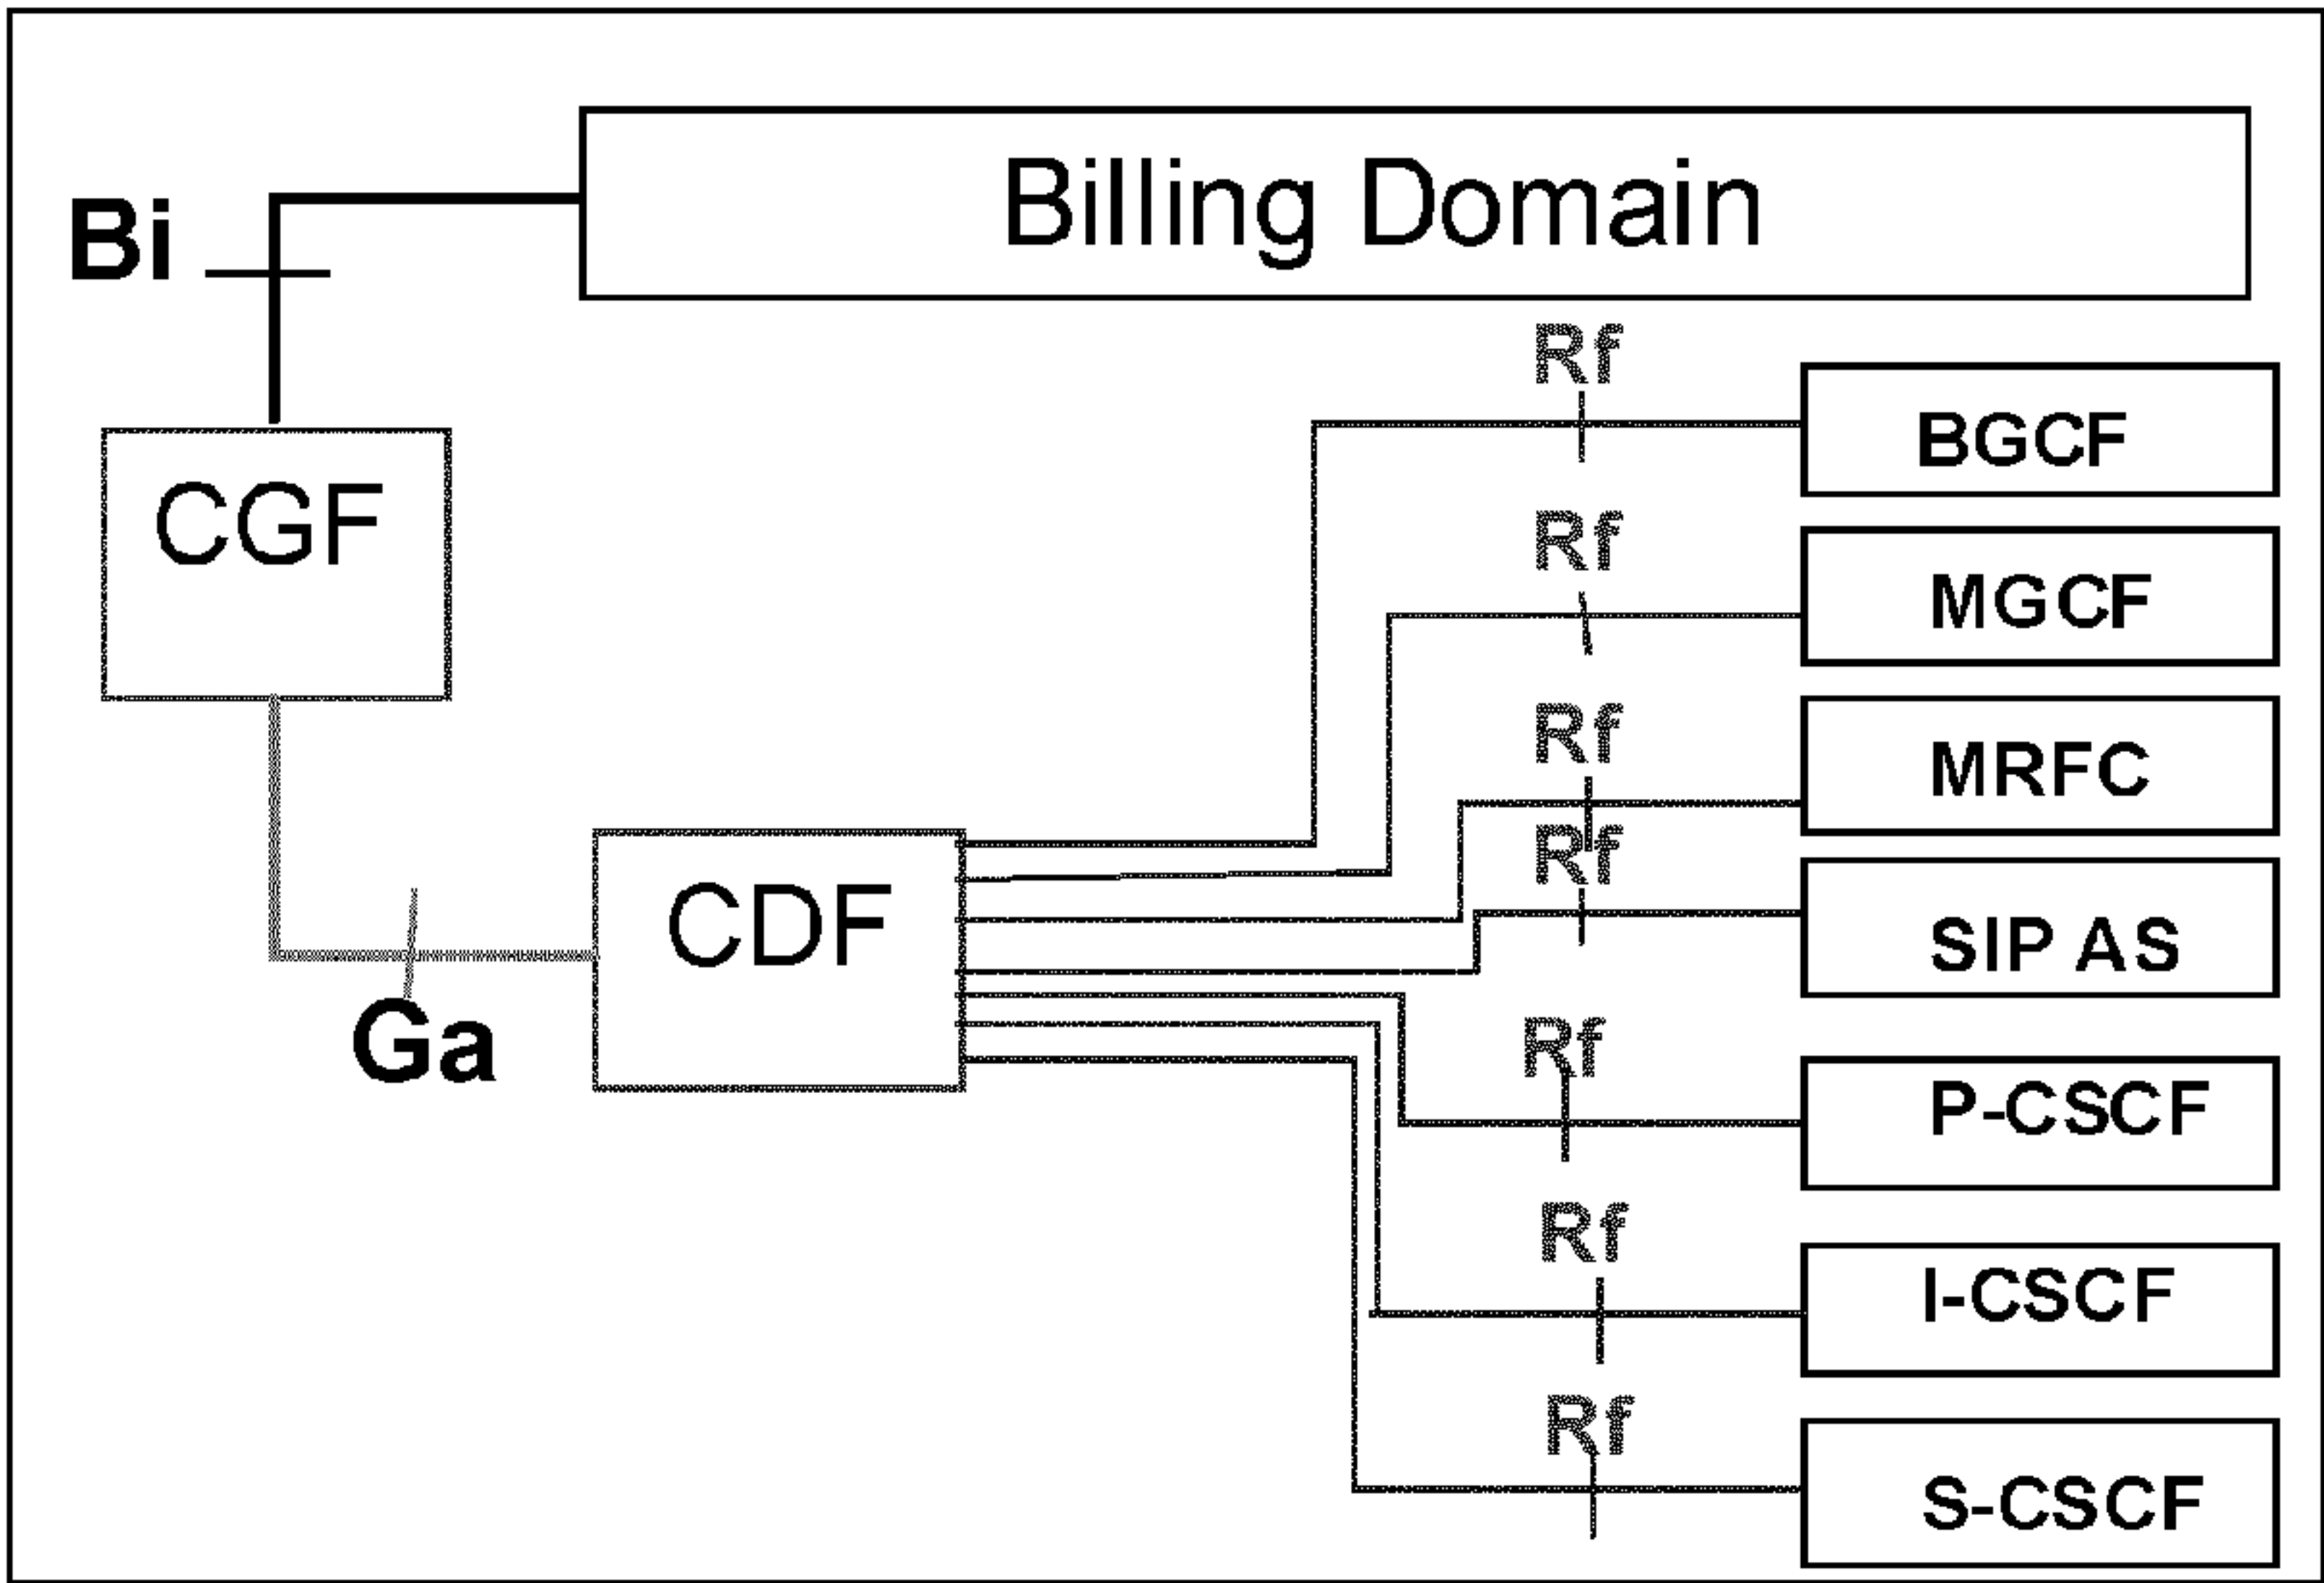 Billing Domain
Bi
Rf
BGCF
CGF
Rf
MGCF
Rf
MRFC
Rf
CDF
SIP AS
Ga
Rf
P-CSCF
Rf
I-CSCF
Rf
S-CSCF